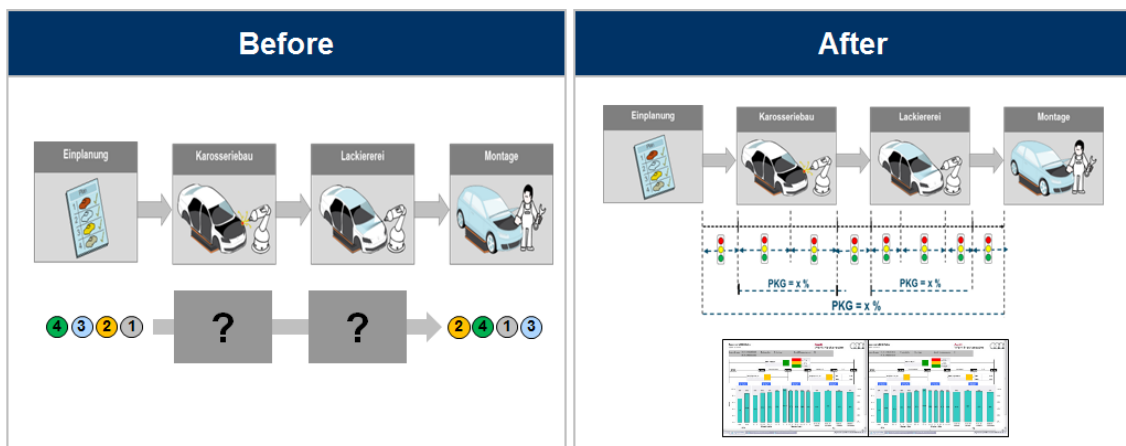 Before
Einplanung
Karosseriebau
Lackiererei
Montage
4 3 2 1
?
?
2 4 1 3
After
Einplanung
Karosseriebau
Lackiererei
Montage
PKG = x %
PKG = x %
PKG = x %